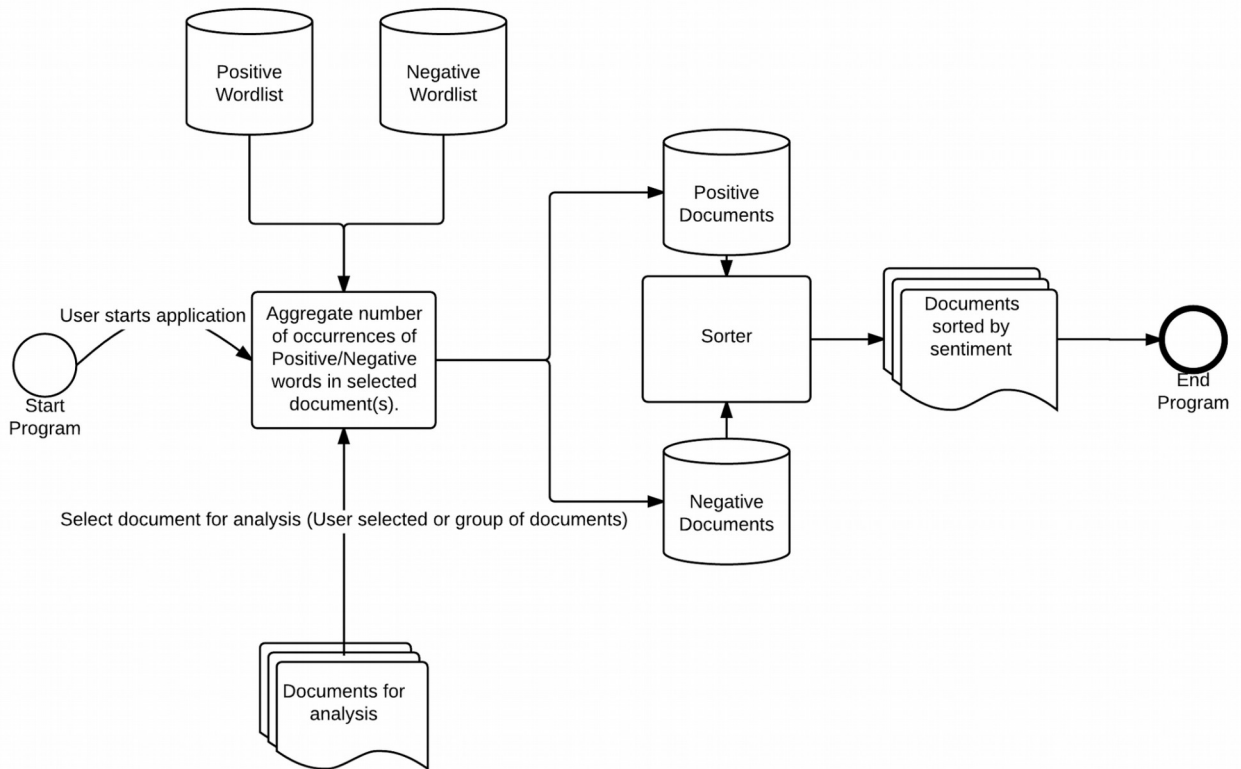 Positive
Wordlist
Negative
Wordlist
Positive
Documents
User starts application
Aggregate number
of occurrences of
Positive/Negative
words in selected
document(s).
Start
Program
Sorter
Documents
sorted by
sentiment
End
Program
Negative
Documents
Select document for analysis (User selected or group of documents)
Documents for
analysis